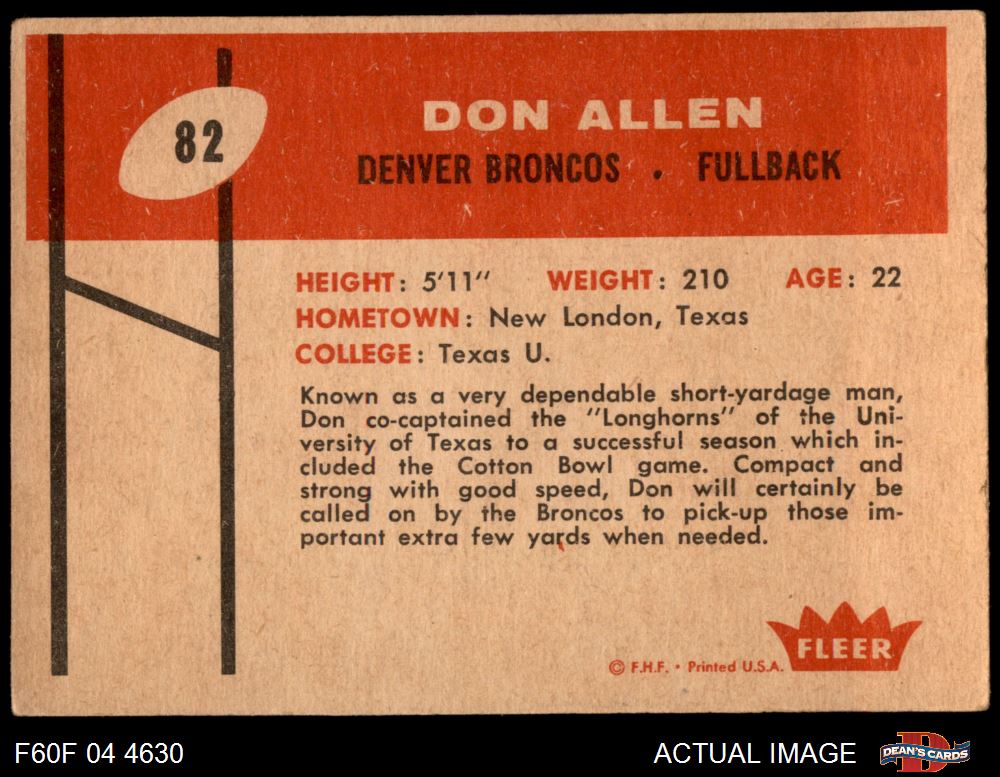 82
DON ALLEN
DENVER BRONCOS . FULLBACK
HEIGHT: 5'11" WEIGHT: 210 AGE: 22
HOMETOWN: New London, Texas
COLLEGE: Texas U.
Known as a very dependable short-yardage man,
Don co-captained the "Longhorns" of the Uni-
versity of Texas to a successful season which in-
cluded the Cotton Bowl game. Compact and
strong with good speed, Don will certainly be
called on by the Broncos to pick-up those im-
portant extra few yards when needed.
FLEER
© F.H.F. • Printed U.S.A.
F60F 04 4630
ACTUAL IMAGE
D
DEAN'S CARDS